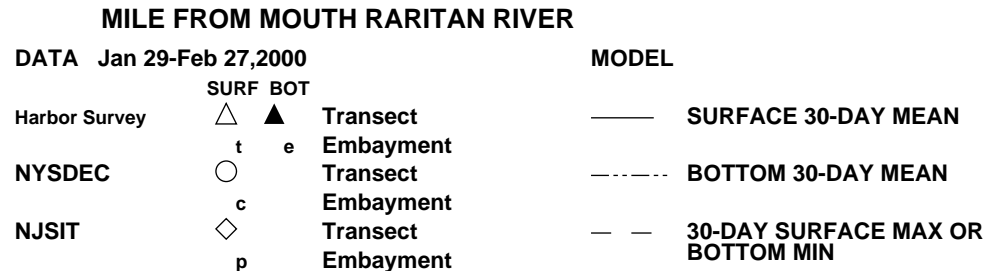 MILE FROM MOUTH RARITAN RIVER
DATA Jan 29-Feb 27,2000 MODEL
SURF BOT
Harbor Survey △ ▲ Transect SURFACE 30-DAY MEAN
t e Embayment
NYSDEC ○ Transect BOTTOM 30-DAY MEAN
c Embayment
NJSIT ◇ Transect 30-DAY SURFACE MAX OR
BOTTOM MIN
p Embayment